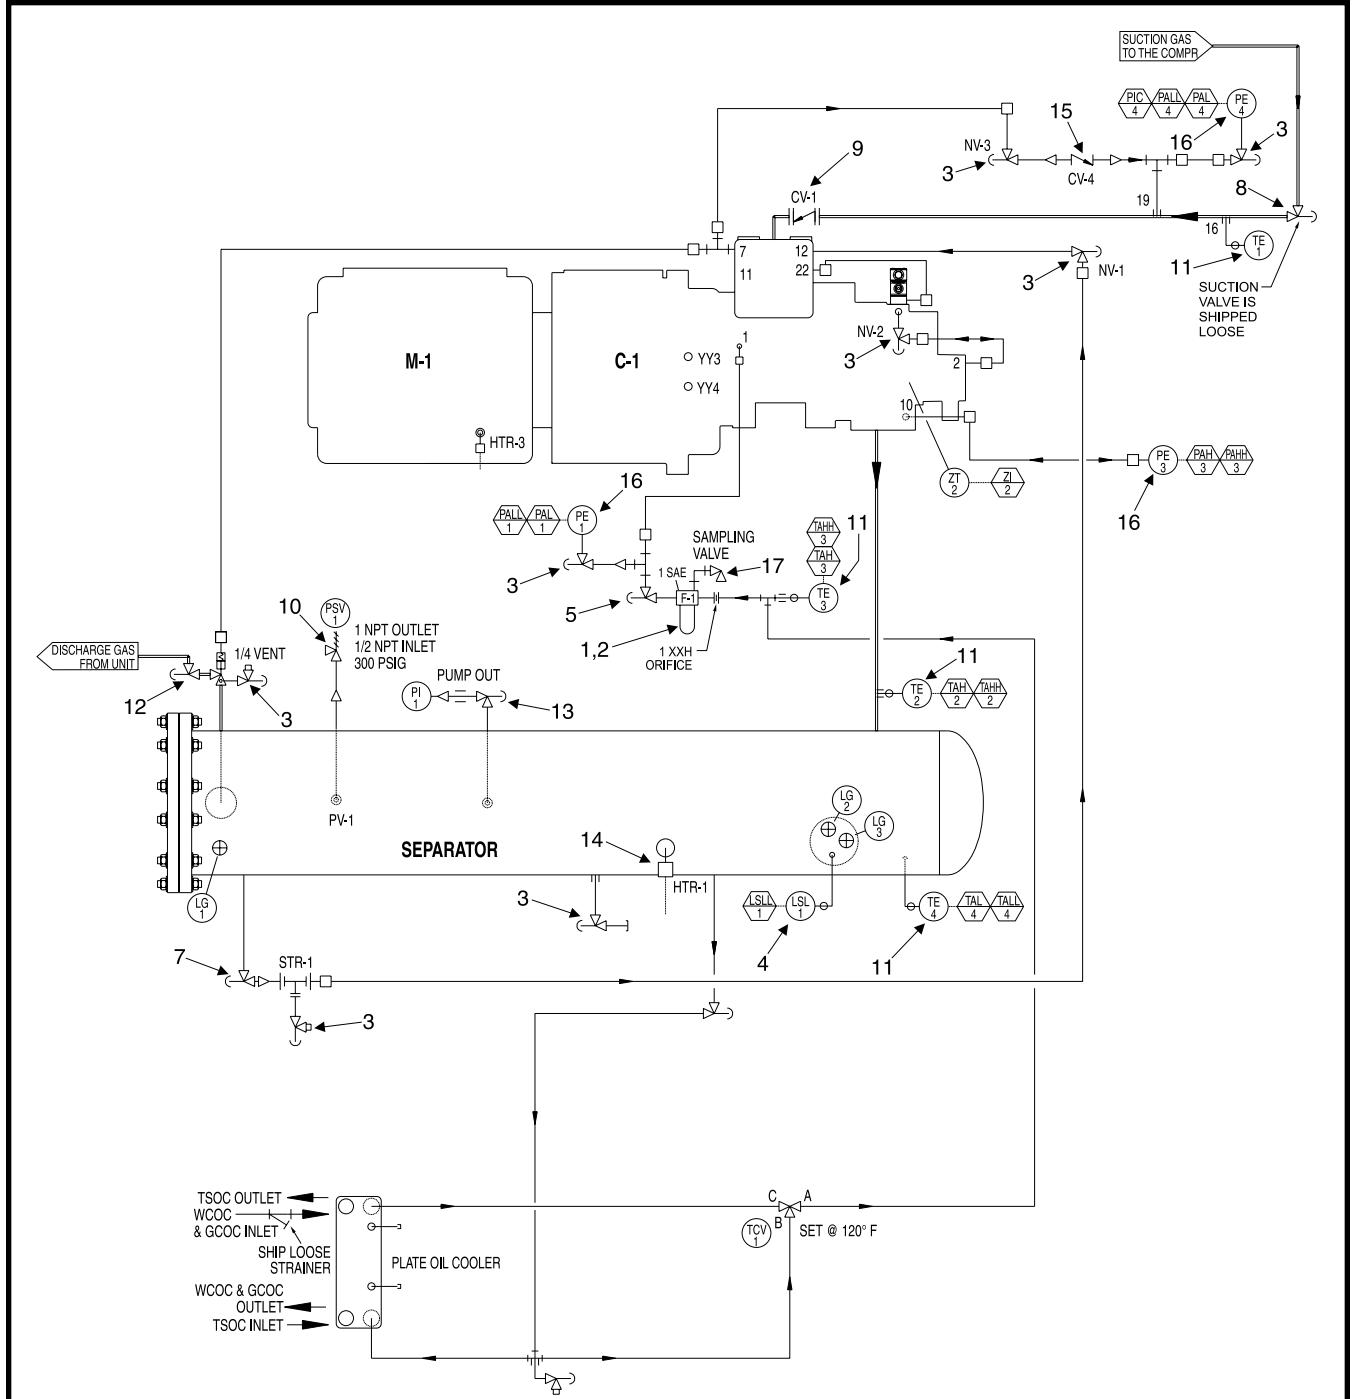 SUCTION GAS
TO THE COMPR
PIC
4
PALL
4
PAL
4
PE
4
15
16
3
NV-3
3
CV-4
9
CV-1
8
19
16
TE
1
11
SUCTION
VALVE IS
SHIPPED
LOOSE
7
12
11
22
3
NV-1
M-1
C-1
1
YY3
YY4
NV-2
3
2
10
HTR-3
ZT
2
ZI
2
PE
3
PAH
3
PAHH
3
16
16
PALL
1
PAL
1
PE
1
3
SAMPLING
VALVE
17
1 SAE
F-1
5
1,2
1 XXH
ORIFICE
TAHH
3
TAH
3
TE
3
11
10
PSV
1
1 NPT OUTLET
1/2 NPT INLET
300 PSIG
DISCHARGE GAS
FROM UNIT
1/4 VENT
12
3
PUMP OUT
PI
1
13
11
TE
2
TAH
2
TAHH
2
PV-1
SEPARATOR
14
HTR-1
LG
2
LG
3
LG
1
3
LSLL
1
LSL
1
4
TE
4
TAL
4
TALL
4
11
7
STR-1
3
TSOC OUTLET
WCOC
& GCOC INLET
SHIP LOOSE
STRAINER
PLATE OIL COOLER
WCOC & GCOC
OUTLET
TSOC INLET
C
A
B
TCV
1
SET @ 120° F